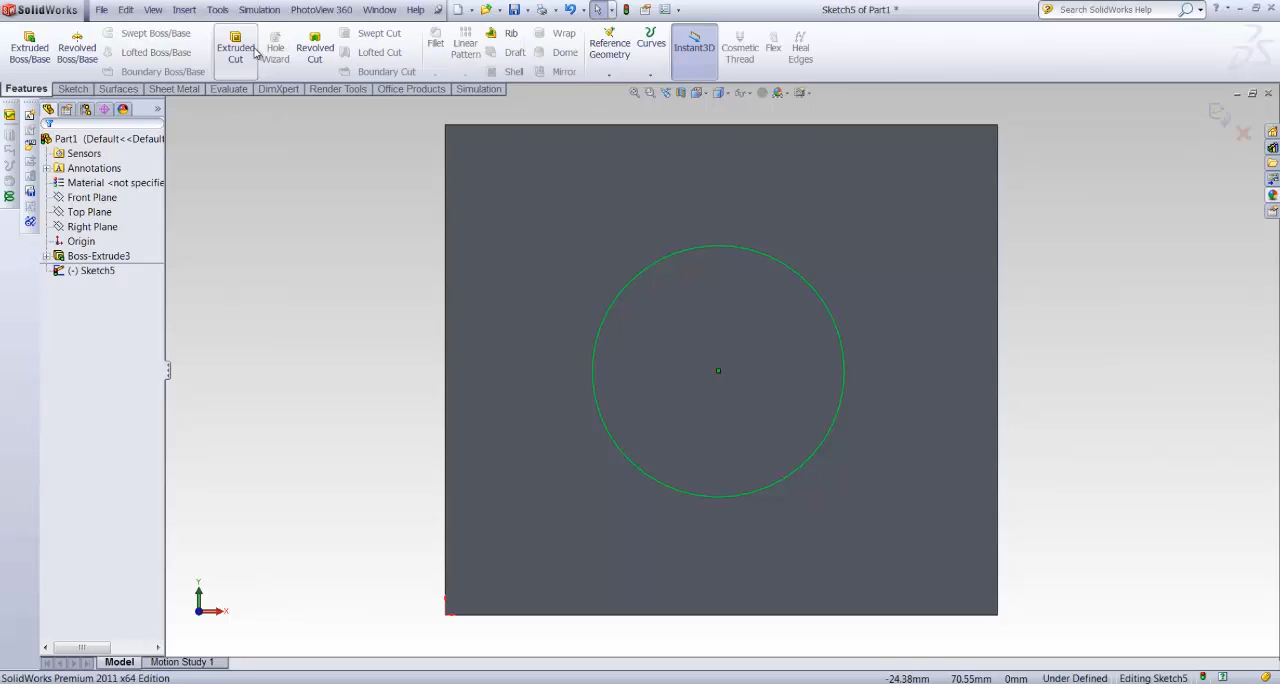 SolidWorks File Edit View Insert Tools Simulation PhotoView 360 Window Help Sketch5 of Part1 * Search SolidWorks Help
Extruded Boss/Base
Revolved Boss/Base
Swept Boss/Base
Lofted Boss/Base
Boundary Boss/Base
Extruded Cut
Hole Wizard
Revolved Cut
Swept Cut
Lofted Cut
Boundary Cut
Fillet
Linear Pattern
Rib
Draft
Shell
Wrap
Dome
Mirror
Reference Geometry
Curves
Instant3D
Cosmetic Thread
Flex
Heal Edges
Features Sketch Surfaces Sheet Metal Evaluate DimXpert Render Tools Office Products Simulation
Part1 (Default<<Default
Sensors
Annotations
Material <not specifie
Front Plane
Top Plane
Right Plane
Origin
Boss-Extrude3
(-) Sketch5
Y
X
Model Motion Study 1
SolidWorks Premium 2011 x64 Edition -24.38mm 70.55mm 0mm Under Defined Editing Sketch5